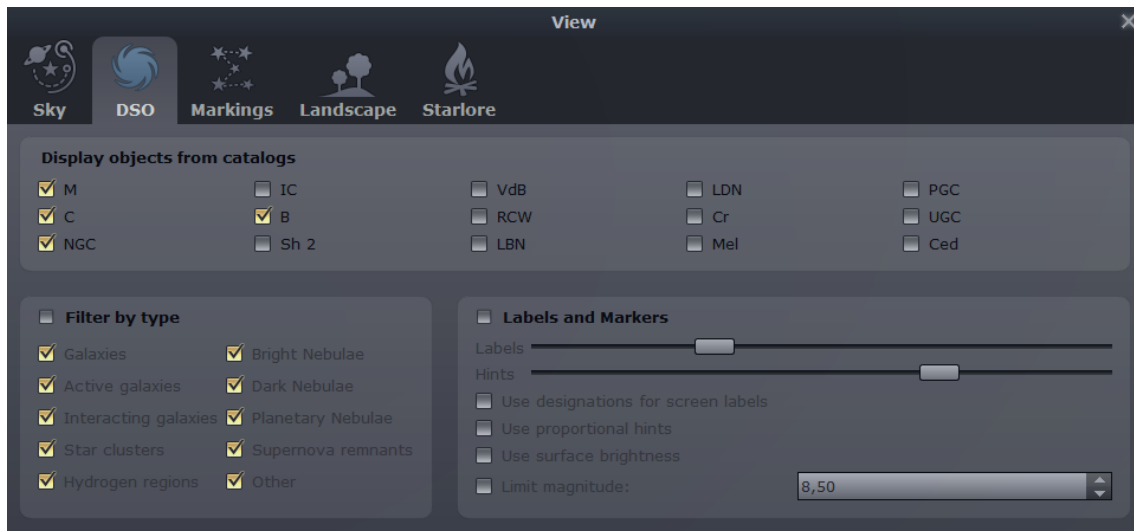 View
Sky DSO Markings Landscape Starlore
Display objects from catalogs
M IC VdB LDN PGC
C B RCW Cr UGC
NGC Sh 2 LBN Mel Ced
Filter by type
Galaxies Bright Nebulae
Active galaxies Dark Nebulae
Interacting galaxies Planetary Nebulae
Star clusters Supernova remnants
Hydrogen regions Other
Labels and Markers
Labels
Hints
Use designations for screen labels
Use proportional hints
Use surface brightness
Limit magnitude: 8,50